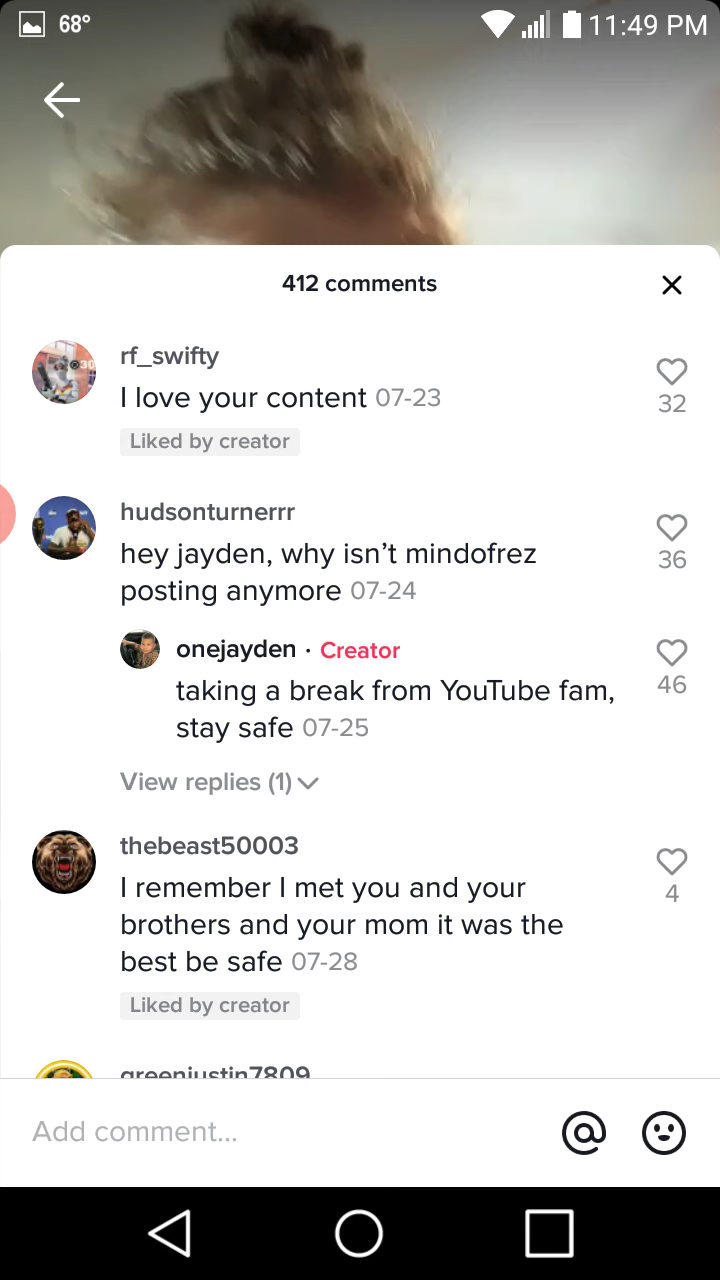 68° 11:49 PM
412 comments
rf_swifty
I love your content 07-23
32
Liked by creator
hudsonturnerrr
hey jayden, why isn’t mindofrez
posting anymore 07-24
36
onejayden · Creator
taking a break from YouTube fam,
stay safe 07-25
46
View replies (1)
thebeast50003
I remember I met you and your
brothers and your mom it was the
best be safe 07-28
4
Liked by creator
greenjustin7809
Add comment...